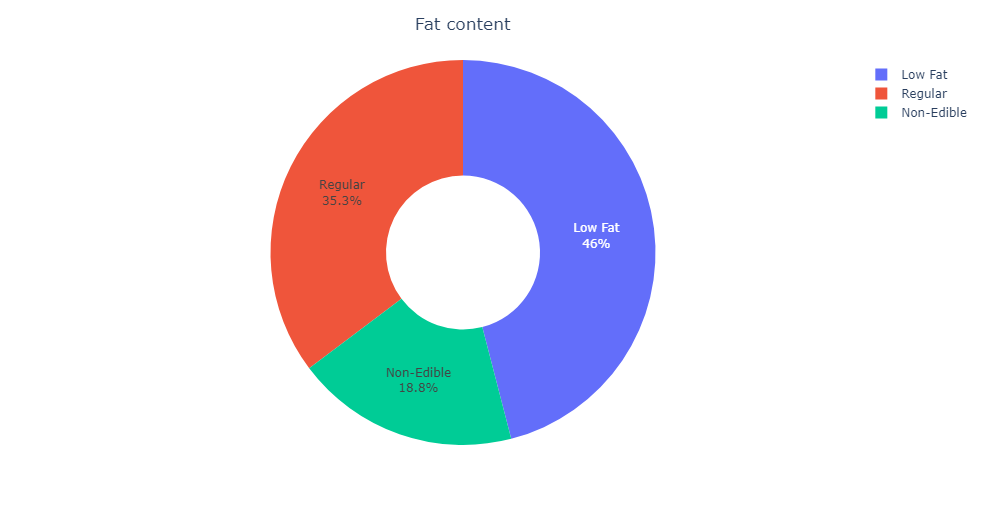 Fat content
Low Fat
Regular
Non-Edible
Regular
35.3%
Low Fat
46%
Non-Edible
18.8%